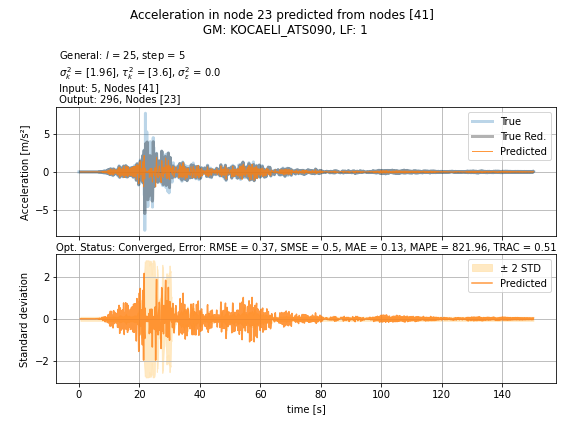 Acceleration in node 23 predicted from nodes [41]
GM: KOCAELI_ATS090, LF: 1
General: l = 25, step = 5
σ²ₖ = [1.96], τ²ₖ = [3.6], σ²ε = 0.0
Input: 5, Nodes [41]
Output: 296, Nodes [23]
Acceleration [m/s²]
5
0
−5
True
True Red.
Predicted
Opt. Status: Converged, Error: RMSE = 0.37, SMSE = 0.5, MAE = 0.13, MAPE = 821.96, TRAC = 0.51
Standard deviation
2
0
−2
± 2 STD
Predicted
0 20 40 60 80 100 120 140
time [s]